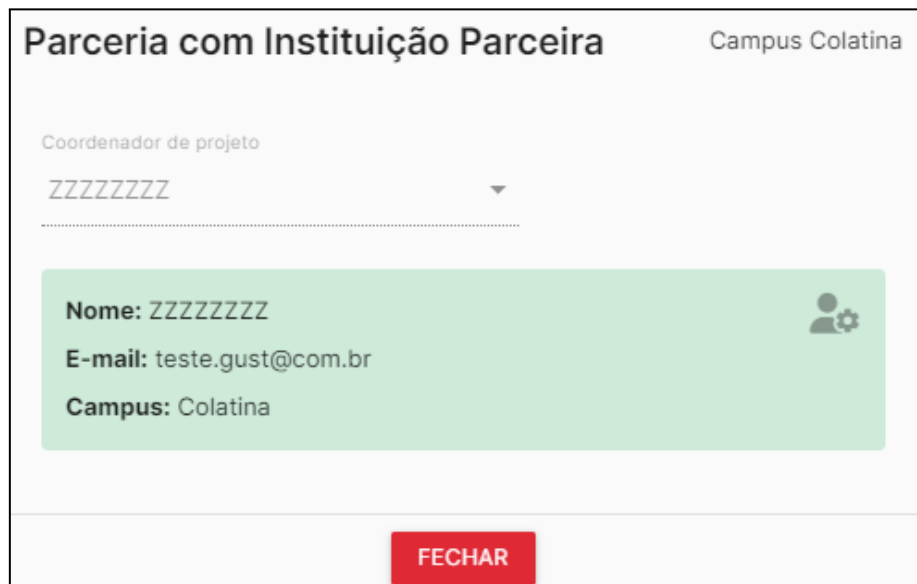 Parceria com Instituição Parceira
Campus Colatina
Coordenador de projeto
ZZZZZZZZ
Nome: ZZZZZZZZ
E-mail: teste.gust@com.br
Campus: Colatina
FECHAR